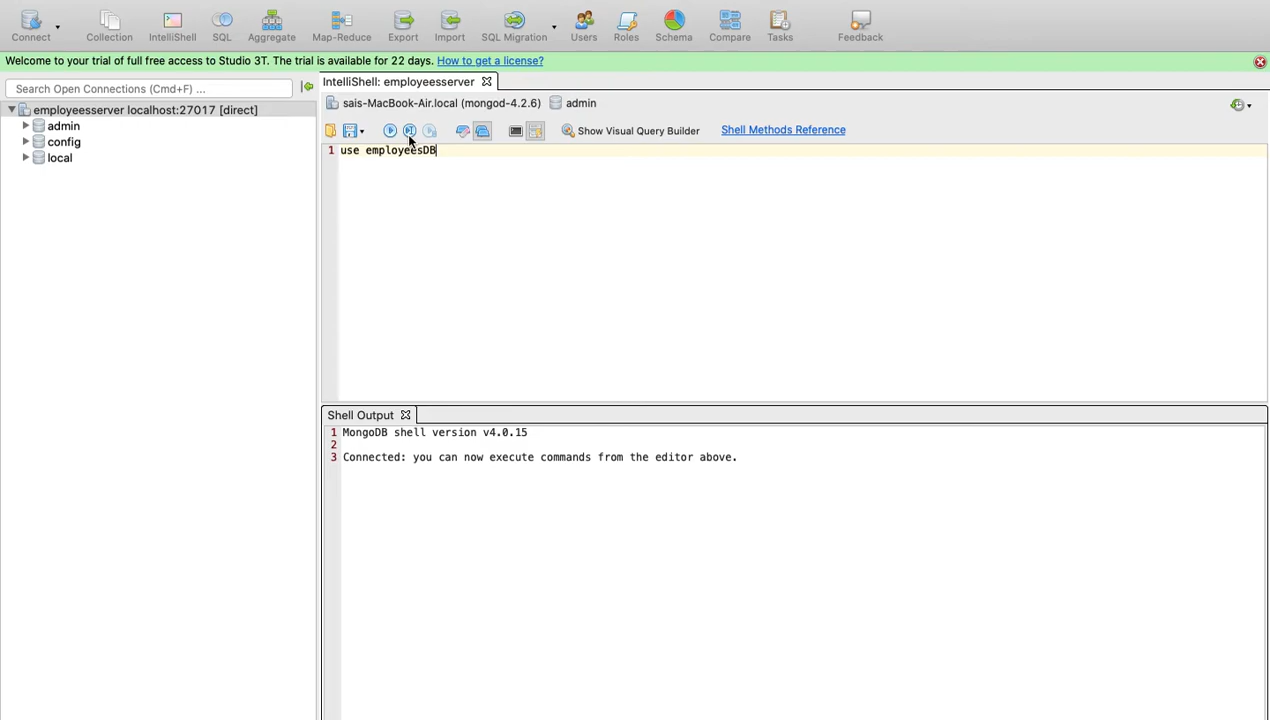 Connect Collection IntelliShell SQL Aggregate Map-Reduce Export Import SQL Migration Users Roles Schema Compare Tasks Feedback
Welcome to your trial of full free access to Studio 3T. The trial is available for 22 days. How to get a license?
Search Open Connections (Cmd+F) ...
employeesserver localhost:27017 [direct]
admin
config
local
IntelliShell: employeesserver
sais-MacBook-Air.local (mongod-4.2.6) admin
Show Visual Query Builder Shell Methods Reference
1 use employeesDB
Shell Output
1 MongoDB shell version v4.0.15
2
3 Connected: you can now execute commands from the editor above.